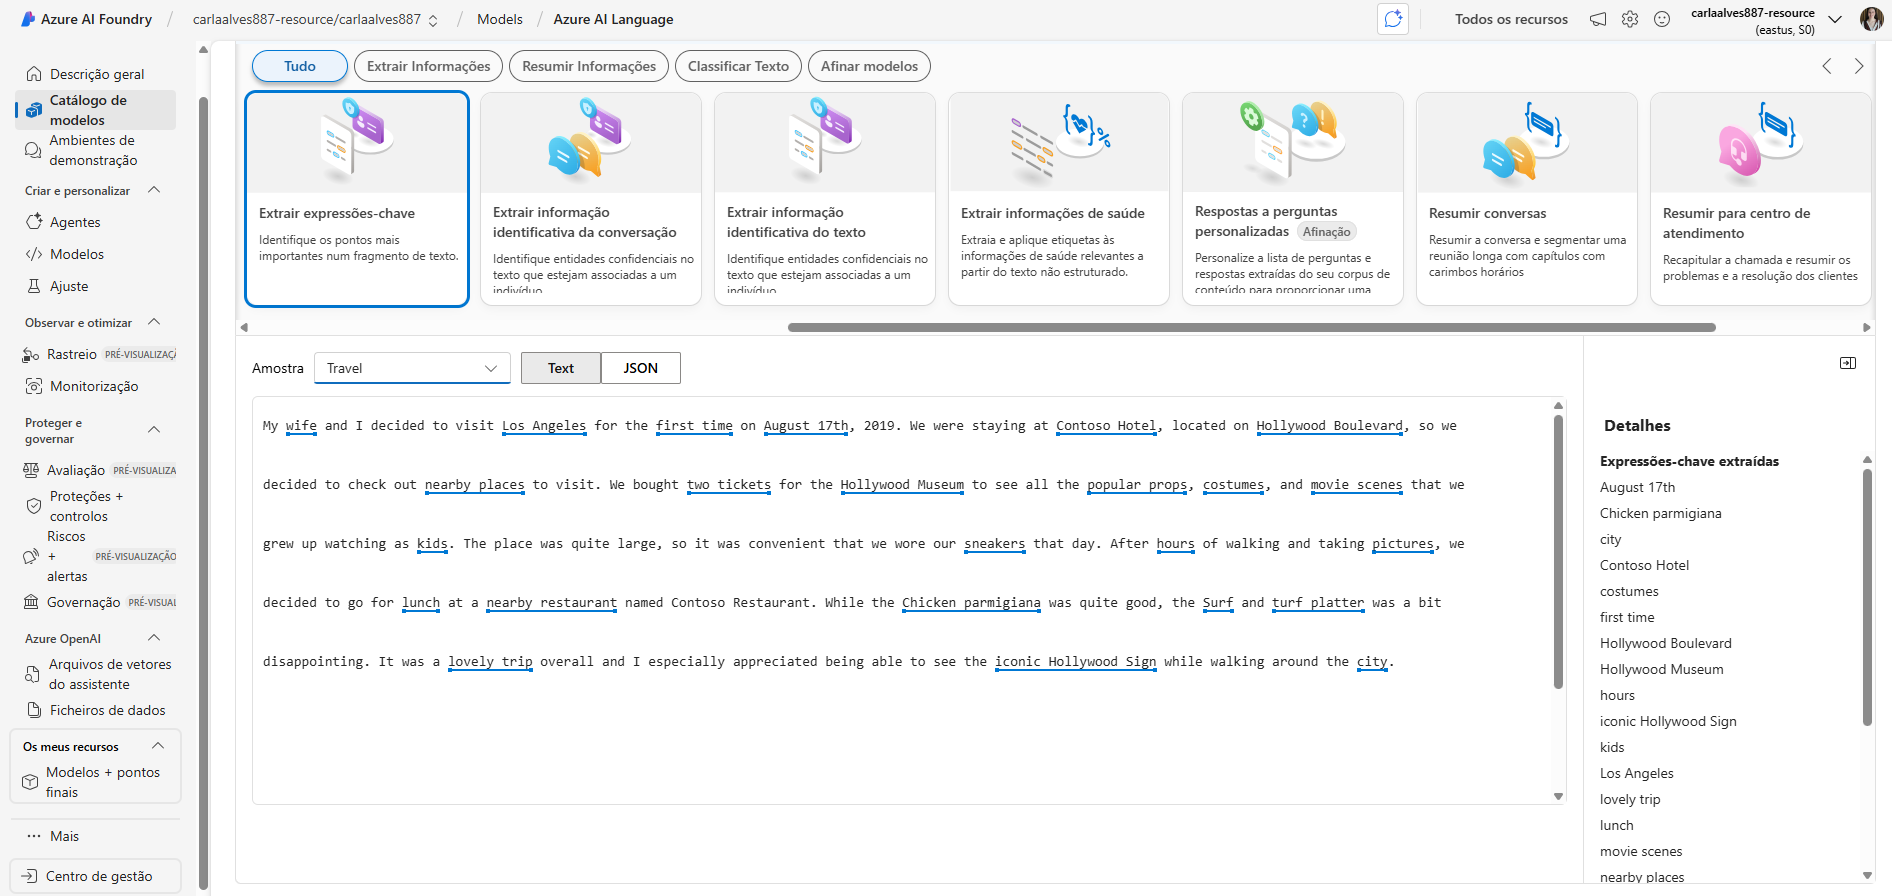 Azure AI Foundry / carlaalves887-resource/carlaalves887 / Models / Azure AI Language
Todos os recursos
carlaalves887-resource
(eastus, S0)
Descrição geral
Catálogo de
modelos
Ambientes de
demonstração
Criar e personalizar
Agentes
Modelos
Ajuste
Observar e otimizar
Rastreio PRÉ-VISUALIZAÇÃ
Monitorização
Proteger e
governar
Avaliação PRÉ-VISUALIZA
Proteções +
controlos
Riscos
+ PRÉ-VISUALIZAÇÃO
alertas
Governação PRÉ-VISUAL
Azure OpenAI
Arquivos de vetores
do assistente
Ficheiros de dados
Os meus recursos
Modelos + pontos
finais
Mais
Centro de gestão
Tudo
Extrair Informações
Resumir Informações
Classificar Texto
Afinar modelos
Extrair expressões-chave
Identifique os pontos mais
importantes num fragmento de texto.
Extrair informação
identificativa da conversação
Identifique entidades confidenciais no
texto que estejam associadas a um
indivíduo
Extrair informação
identificativa do texto
Identifique entidades confidenciais no
texto que estejam associadas a um
indivíduo
Extrair informações de saúde
Extraia e aplique etiquetas às
informações de saúde relevantes a
partir do texto não estruturado.
Respostas a perguntas
personalizadas Afinação
Personalize a lista de perguntas e
respostas extraídas do seu corpus de
conteúdo para proporcionar uma
Resumir conversas
Resumir a conversa e segmentar uma
reunião longa com capítulos com
carimbos horários
Resumir para centro de
atendimento
Recapitular a chamada e resumir os
problemas e a resolução dos clientes
Amostra
Travel
Text
JSON
My wife and I decided to visit Los Angeles for the first time on August 17th, 2019. We were staying at Contoso Hotel, located on Hollywood Boulevard, so we
decided to check out nearby places to visit. We bought two tickets for the Hollywood Museum to see all the popular props, costumes, and movie scenes that we
grew up watching as kids. The place was quite large, so it was convenient that we wore our sneakers that day. After hours of walking and taking pictures, we
decided to go for lunch at a nearby restaurant named Contoso Restaurant. While the Chicken parmigiana was quite good, the Surf and turf platter was a bit
disappointing. It was a lovely trip overall and I especially appreciated being able to see the iconic Hollywood Sign while walking around the city.
Detalhes
Expressões-chave extraídas
August 17th
Chicken parmigiana
city
Contoso Hotel
costumes
first time
Hollywood Boulevard
Hollywood Museum
hours
iconic Hollywood Sign
kids
Los Angeles
lovely trip
lunch
movie scenes
nearby places